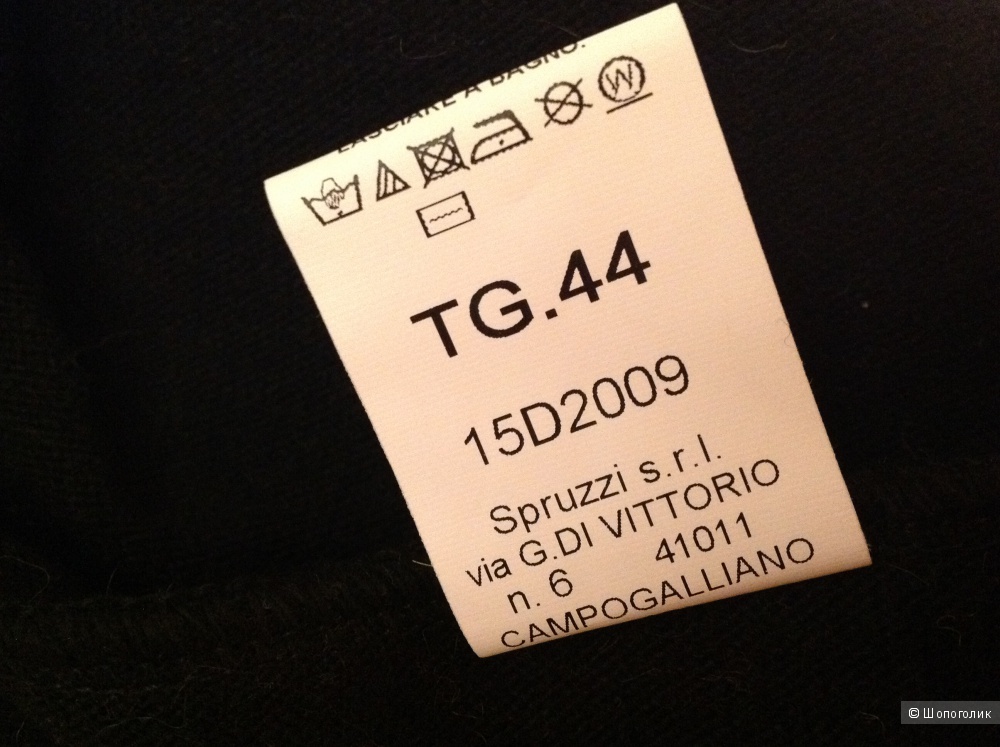 LASCIARE A BAGNO.
W
TG.44
15D2009
Spruzzi s.r.l.
via G.DI VITTORIO
n. 6 41011
CAMPOGALLIANO
© Шопоголик